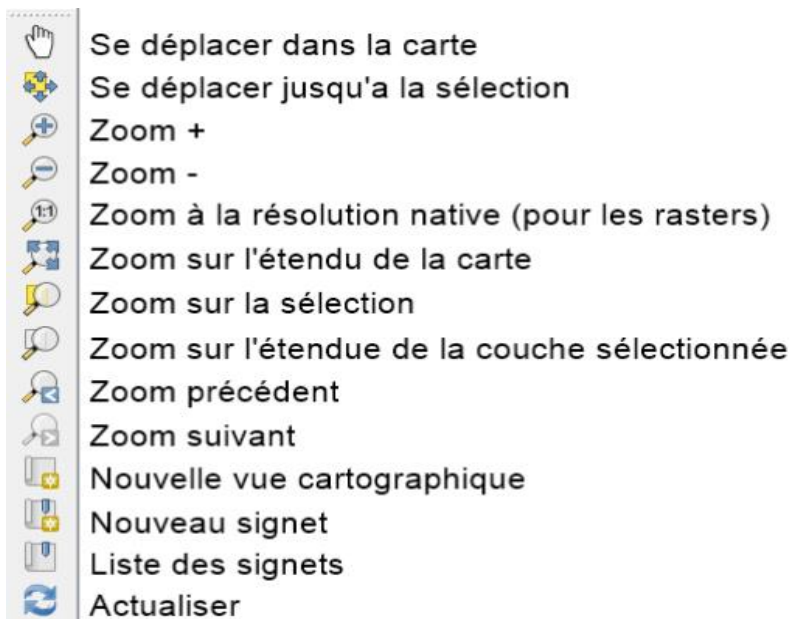 Se déplacer dans la carte
Se déplacer jusqu'a la sélection
Zoom +
Zoom -
1:1 Zoom à la résolution native (pour les rasters)
Zoom sur l'étendu de la carte
Zoom sur la sélection
Zoom sur l'étendue de la couche sélectionnée
Zoom précédent
Zoom suivant
Nouvelle vue cartographique
Nouveau signet
Liste des signets
Actualiser